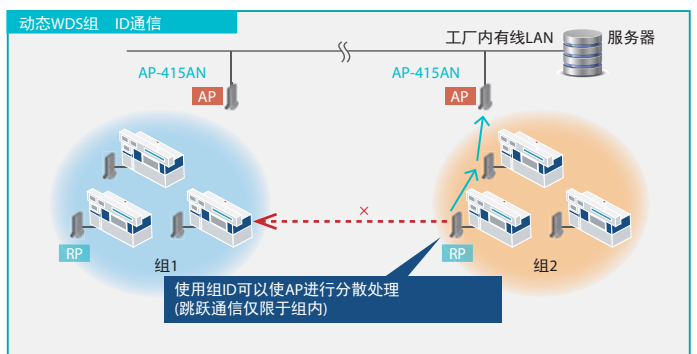 动态WDS组　ID通信
工厂内有线LAN
服务器
AP-415AN
AP-415AN
AP
AP
×
RP
RP
组1
组2
使用组ID可以使AP进行分散处理
(跳跃通信仅限于组内)